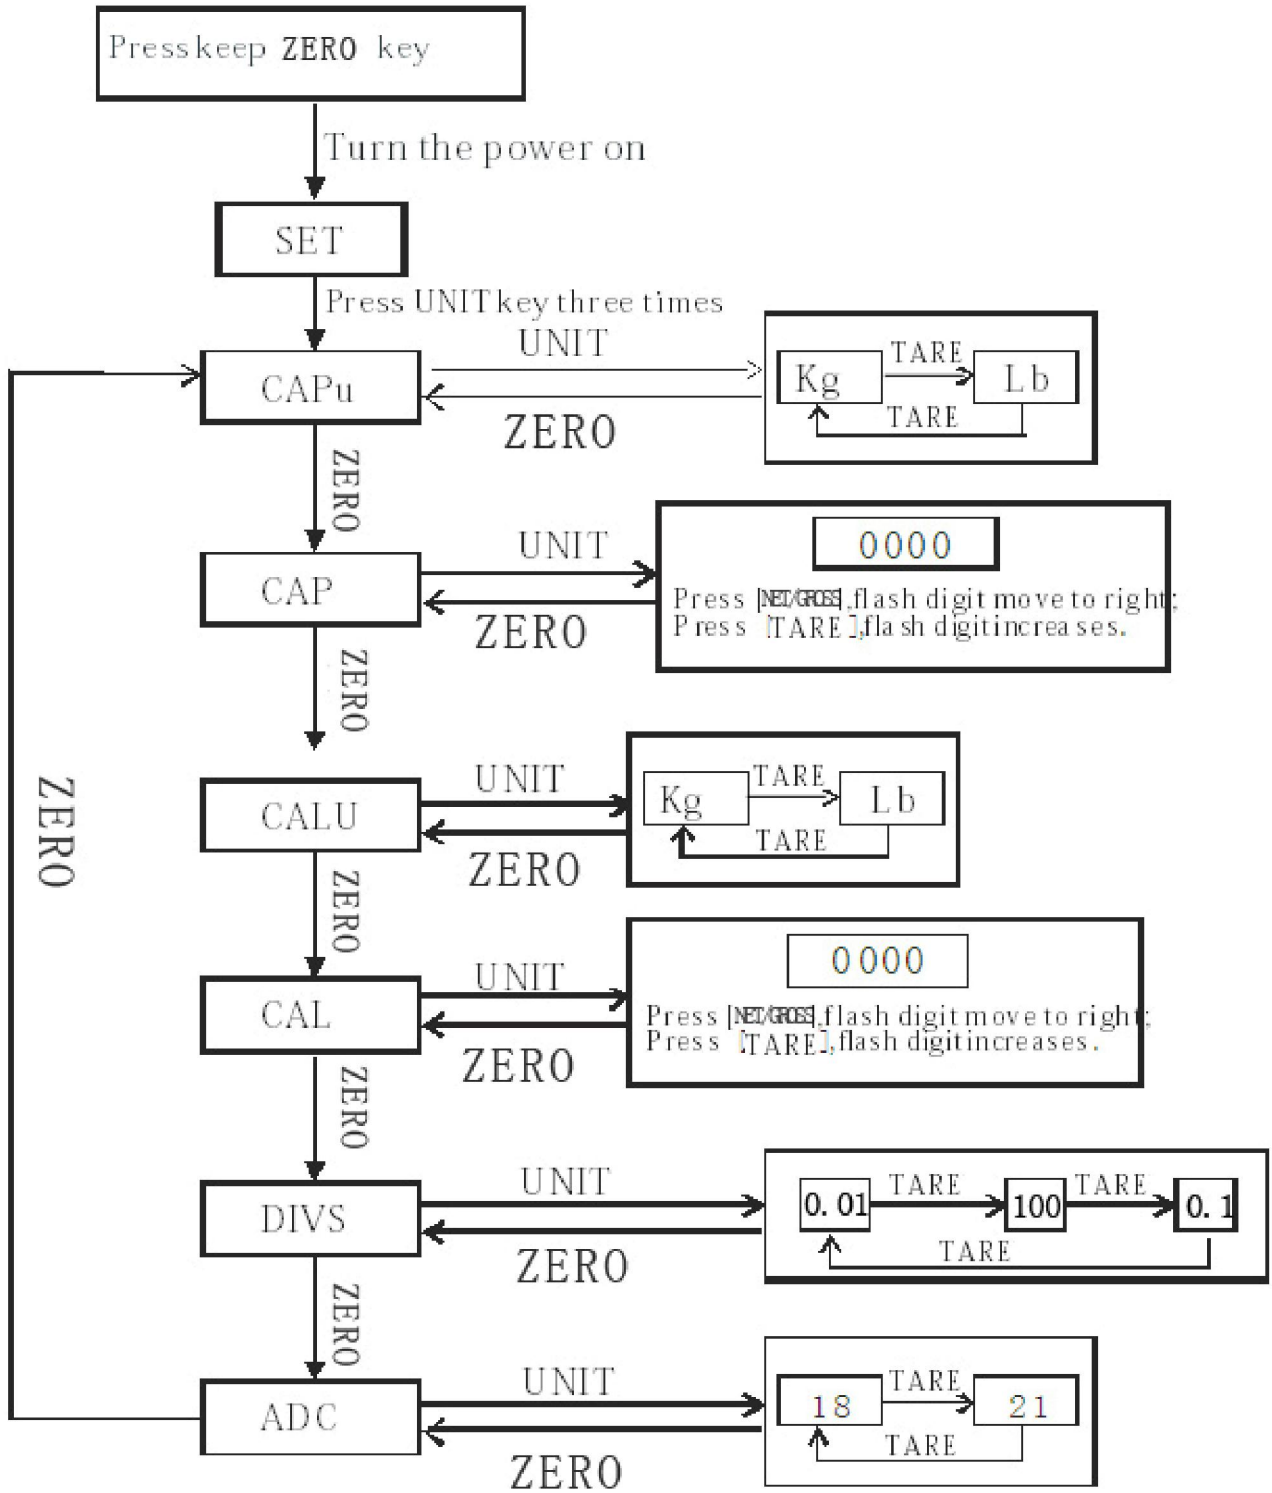 Press keep ZERO key
Turn the power on
SET
Press UNIT key three times
UNIT
CAPu
Kg
TARE
Lb
TARE
ZERO
ZERO
UNIT
0000
CAP
Press [NET/GROSS],flash digit move to right;
Press [TARE],flash digit increases.
ZERO
ZERO
ZERO
UNIT
CALU
Kg
TARE
Lb
TARE
ZERO
ZERO
UNIT
0000
CAL
Press [NET/GROSS],flash digit move to right;
Press [TARE],flash digit increases.
ZERO
ZERO
UNIT
DIVS
0.01
TARE
100
TARE
0.1
TARE
ZERO
ZERO
UNIT
ADC
18
TARE
21
TARE
ZERO